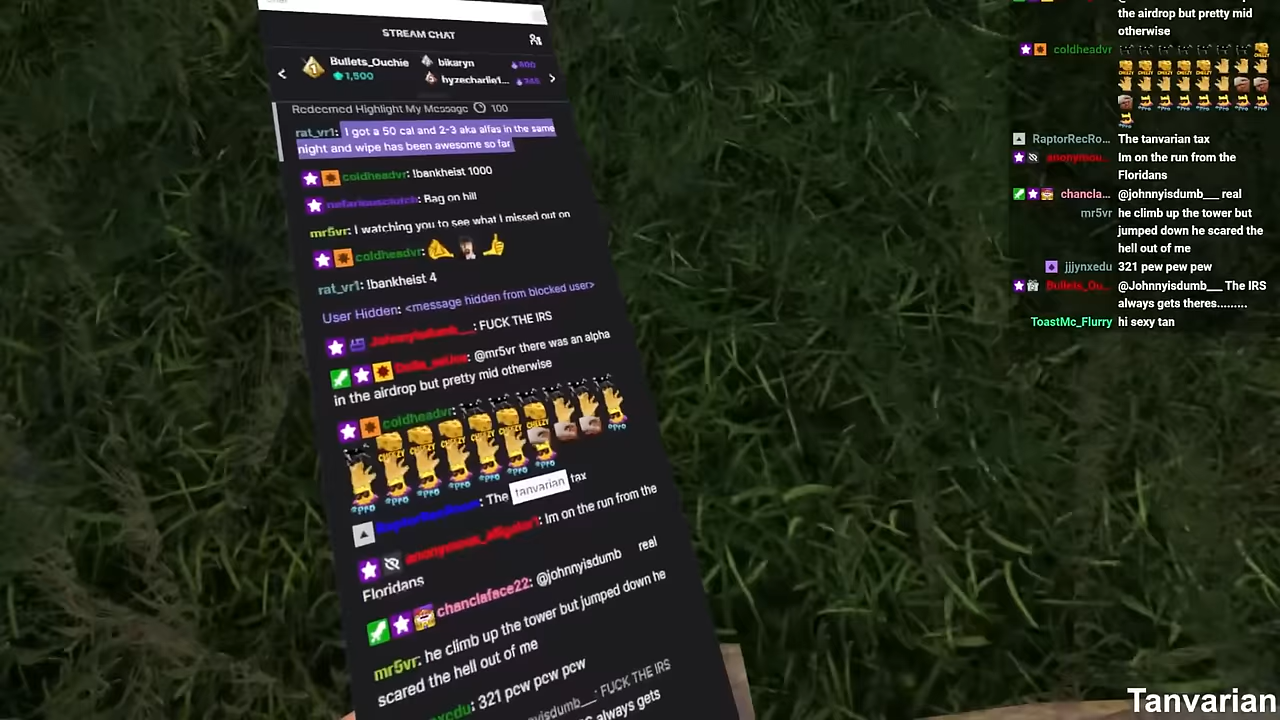 STREAM CHAT
Bullets_Ouchie
1,500
bikaryn
hyzecharlie1...
Redeemed Highlight My Message 100
rat_vr1: I got a 50 cal and 2-3 aka alfas in the same
night and wipe has been awesome so far
coldheadvr: !bankheist 1000
nefariousclutch: Bag on hill
mr5vr: I watching you to see what I missed out on
coldheadvr:
rat_vr1: !bankheist 4
User Hidden: <message hidden from blocked user>
: FUCK THE IRS
: @mr5vr there was an alpha
in the airdrop but pretty mid otherwise
coldheadvr:
: The tanvarian tax
anonymous_alligator1: Im on the run from the
Floridans
chanclaface22: @johnnyisdumb real
mr5vr: he climb up the tower but jumped down he
scared the hell out of me
: 321 pew pew pew
: FUCK THE IRS
always gets
the airdrop but pretty mid
otherwise
coldheadvr
RaptorRecRo... The tanvarian tax
anonymou... Im on the run from the
Floridans
chancla... @johnnyisdumb___ real
mr5vr he climb up the tower but
jumped down he scared the
hell out of me
jjjynxedu 321 pew pew pew
Bullets_Ou... @Johnnyisdumb___ The IRS
always gets theres.........
ToastMc_Flurry hi sexy tan
Tanvarian